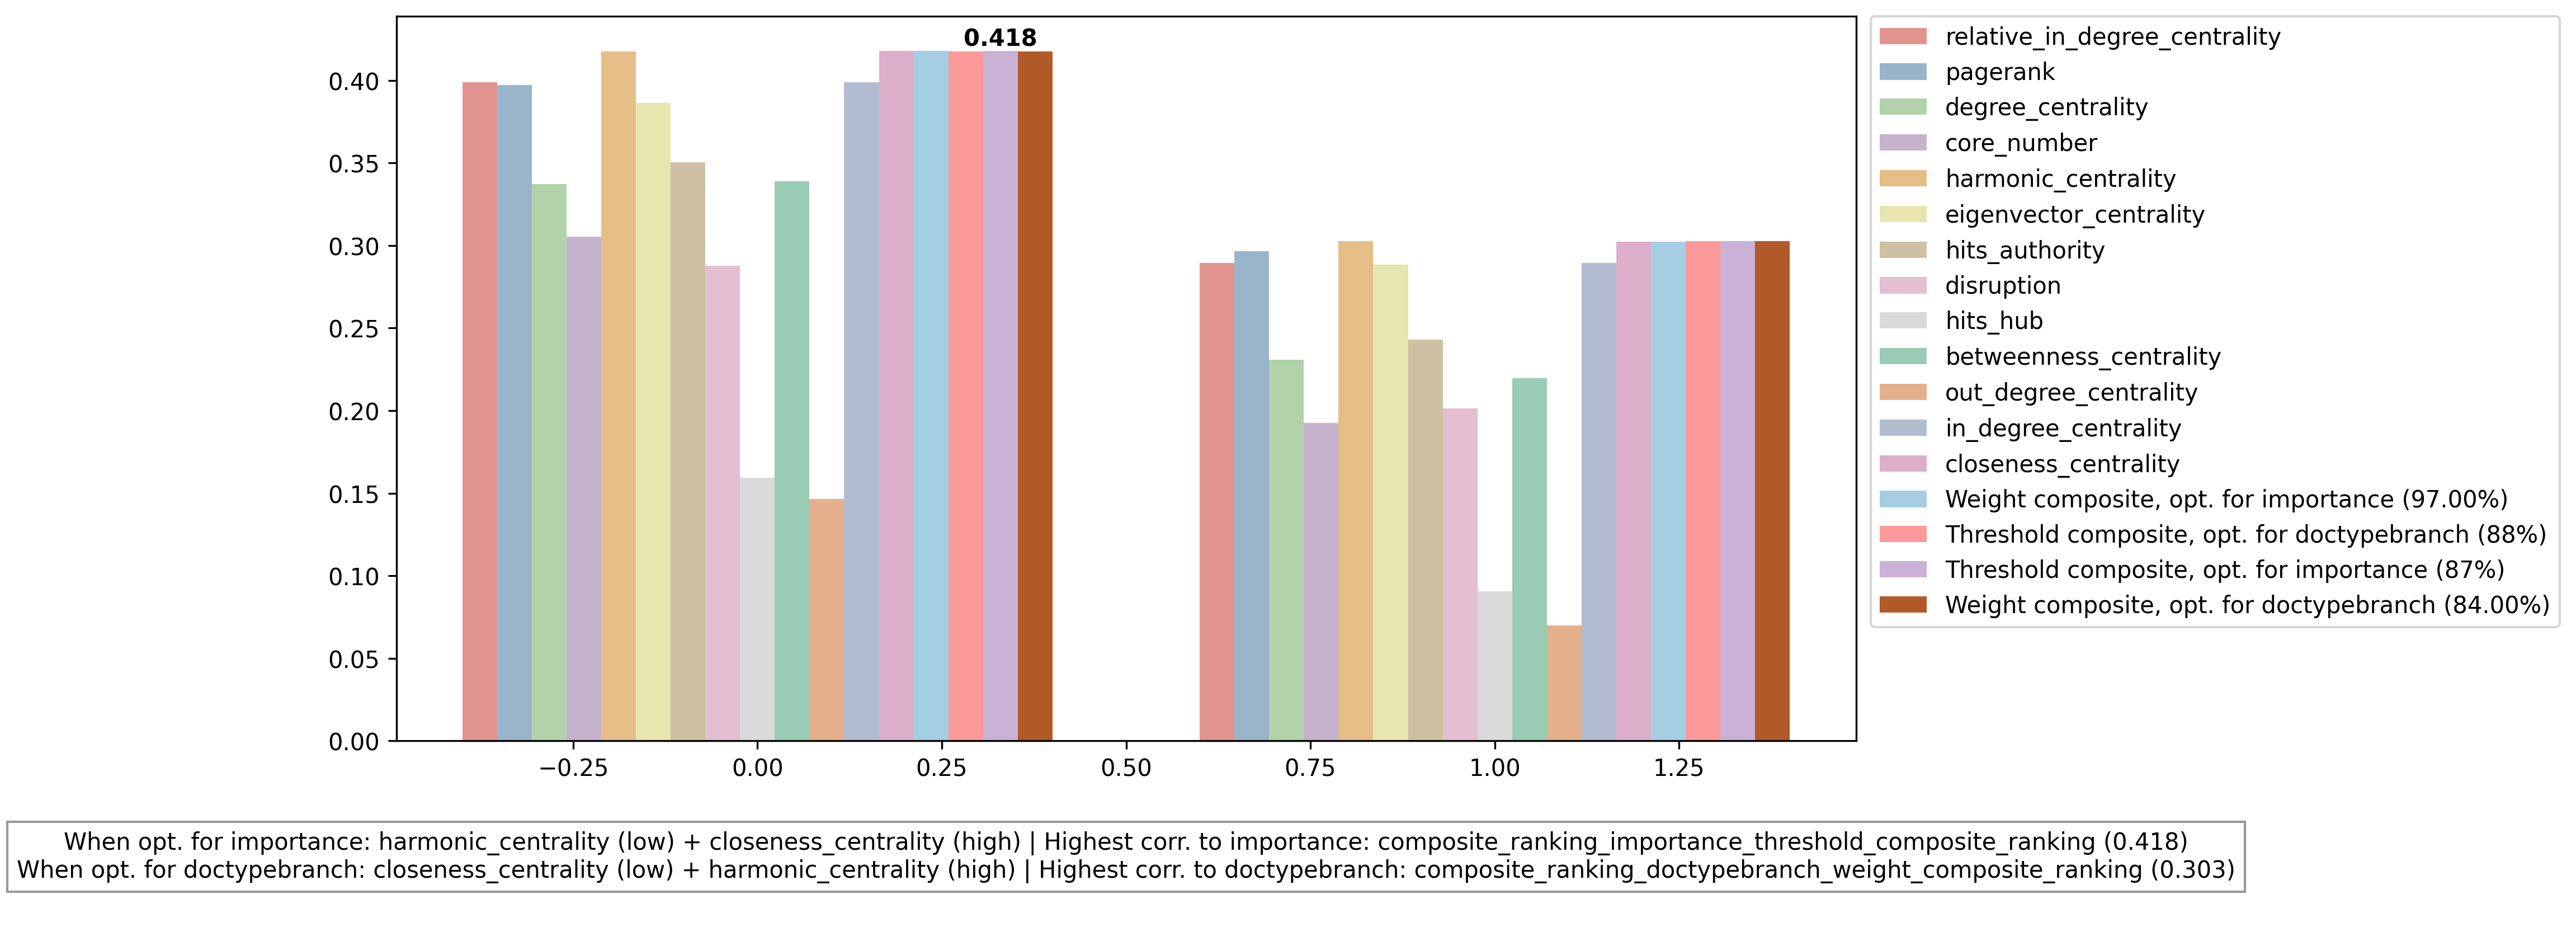 0.418
0.40
0.35
0.30
0.25
0.20
0.15
0.10
0.05
0.00
−0.25 0.00 0.25 0.50 0.75 1.00 1.25
relative_in_degree_centrality
pagerank
degree_centrality
core_number
harmonic_centrality
eigenvector_centrality
hits_authority
disruption
hits_hub
betweenness_centrality
out_degree_centrality
in_degree_centrality
closeness_centrality
Weight composite, opt. for importance (97.00%)
Threshold composite, opt. for doctypebranch (88%)
Threshold composite, opt. for importance (87%)
Weight composite, opt. for doctypebranch (84.00%)
When opt. for importance: harmonic_centrality (low) + closeness_centrality (high) | Highest corr. to importance: composite_ranking_importance_threshold_composite_ranking (0.418)
When opt. for doctypebranch: closeness_centrality (low) + harmonic_centrality (high) | Highest corr. to doctypebranch: composite_ranking_doctypebranch_weight_composite_ranking (0.303)